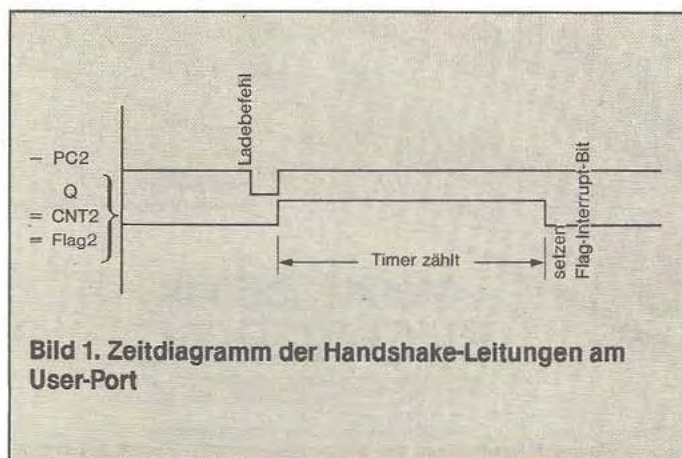 Ladebefehl
– PC2
Q
= CNT2
= Flag2
Timer zählt
setzen
Flag-Interrupt-Bit
Bild 1. Zeitdiagramm der Handshake-Leitungen am
User-Port